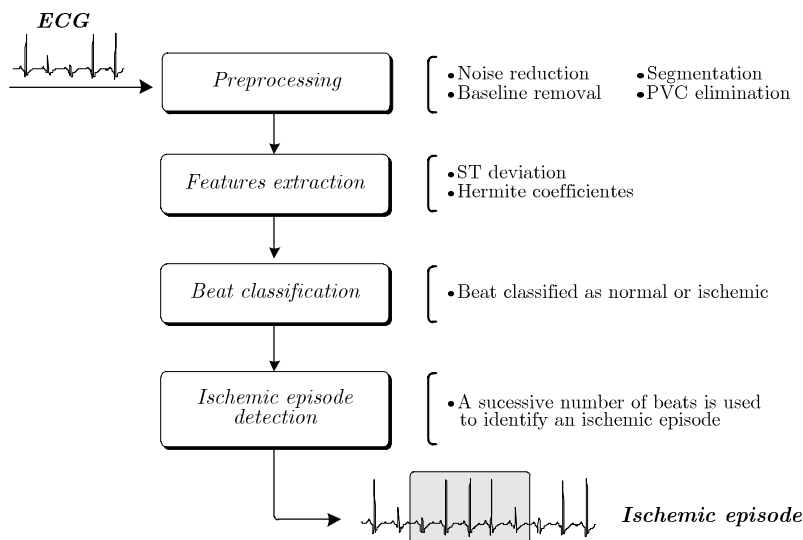 ECG
Preprocessing
• Noise reduction
• Baseline removal
• Segmentation
• PVC elimination
Features extraction
• ST deviation
• Hermite coefficientes
Beat classification
• Beat classified as normal or ischemic
Ischemic episode
detection
• A sucessive number of beats is used
to identify an ischemic episode
Ischemic episode